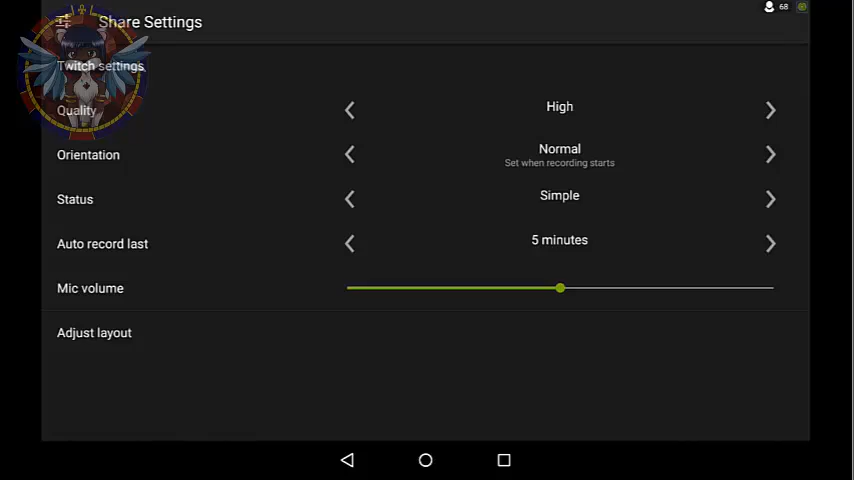 68
Share Settings
Twitch settings
Quality
High
Orientation
Normal
Set when recording starts
Status
Simple
Auto record last
5 minutes
Mic volume
Adjust layout